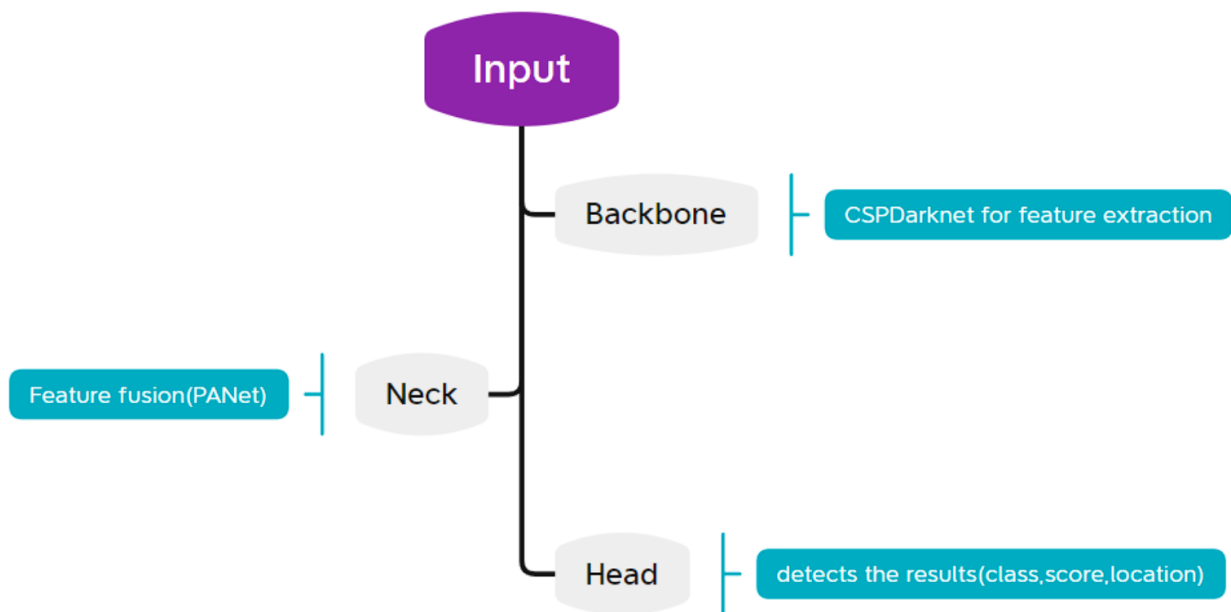 Input
Backbone
CSPDarknet for feature extraction
Feature fusion(PANet)
Neck
Head
detects the results(class,score,location)